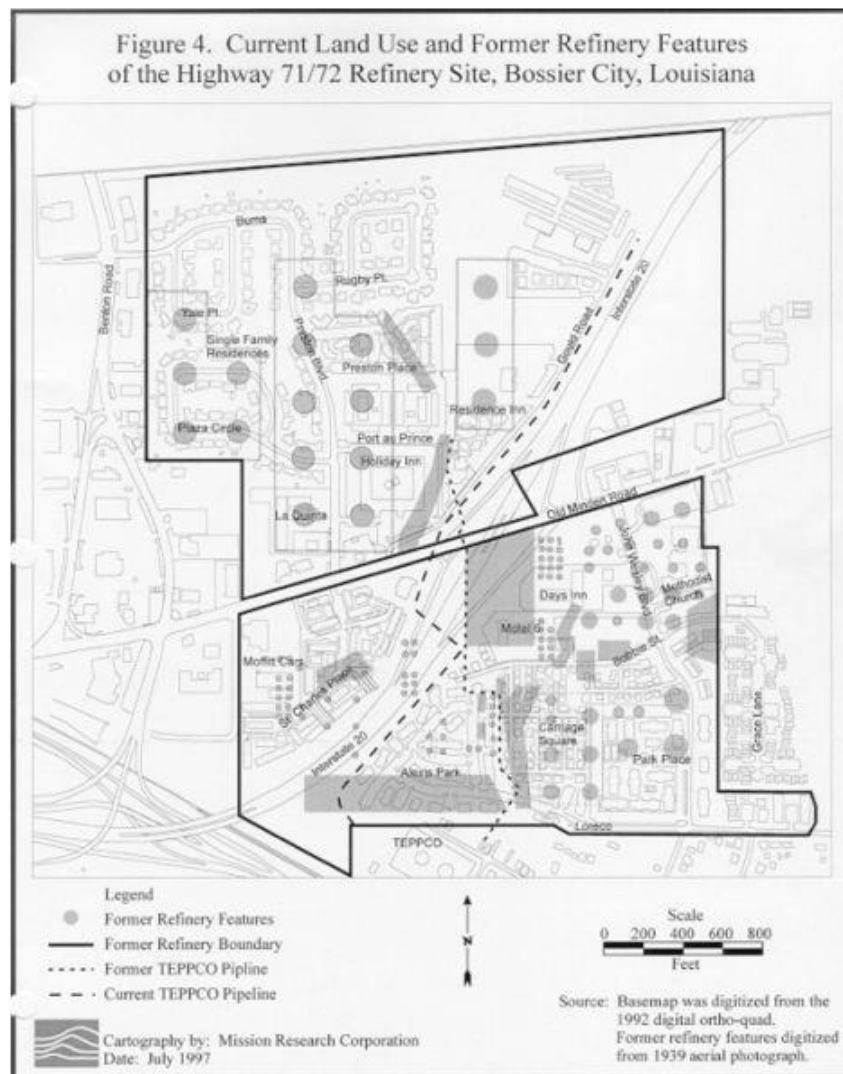 Figure 4.  Current Land Use and Former Refinery Features
of the Highway 71/72 Refinery Site, Bossier City, Louisiana
Burns
Benton Road
Rugby Pl.
Interstate 20
Yale Pl.
Preston Blvd.
Gould Road
Single Family
Residences
Preston Place
Residence Inn
Plaza Circle
Port au Prince
Holiday Inn
La Quinta
Old Minden Road
John Wesley Blvd.
Methodist
Church
Days Inn
Motel 6
Bobbie St.
Moffitt Cars
St. Charles Place
Grace Lane
Carriage
Square
Interstate 20
Park Place
Alexis Park
Loreco
TEPPCO
Legend
Former Refinery Features
Former Refinery Boundary
Former TEPPCO Pipline
Current TEPPCO Pipeline
N
Scale
0 200 400 600 800
Feet
Cartography by:  Mission Research Corporation
Date:  July 1997
Source:  Basemap was digitized from the
1992 digital ortho-quad.
Former refinery features digitized
from 1939 aerial photograph.